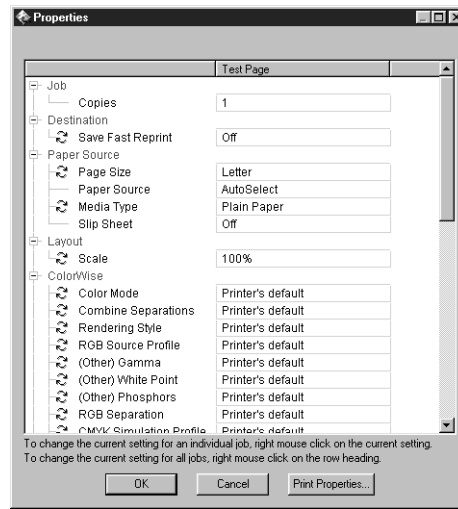 Properties
Test Page
Job
Copies 1
Destination
Save Fast Reprint Off
Paper Source
Page Size Letter
Paper Source AutoSelect
Media Type Plain Paper
Slip Sheet Off
Layout
Scale 100%
ColorWise
Color Mode Printer's default
Combine Separations Printer's default
Rendering Style Printer's default
RGB Source Profile Printer's default
(Other) Gamma Printer's default
(Other) White Point Printer's default
(Other) Phosphors Printer's default
RGB Separation Printer's default
CMYK Simulation Profile Printer's default
To change the current setting for an individual job, right mouse click on the current setting.
To change the current setting for all jobs, right mouse click on the row heading.
OK Cancel Print Properties...